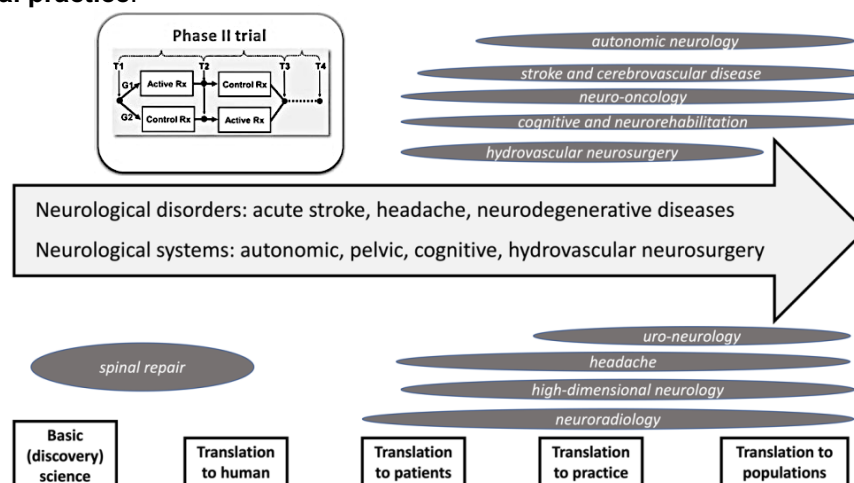 al practice.
Phase II trial
T1 T2 T3 T4
G1 Active Rx Control Rx
G2 Control Rx Active Rx
autonomic neurology
stroke and cerebrovascular disease
neuro-oncology
cognitive and neurorehabilitation
hydrovascular neurosurgery
Neurological disorders: acute stroke, headache, neurodegenerative diseases
Neurological systems: autonomic, pelvic, cognitive, hydrovascular neurosurgery
spinal repair
uro-neurology
headache
high-dimensional neurology
neuroradiology
Basic
(discovery)
science
Translation
to human
Translation
to patients
Translation
to practice
Translation to
populations